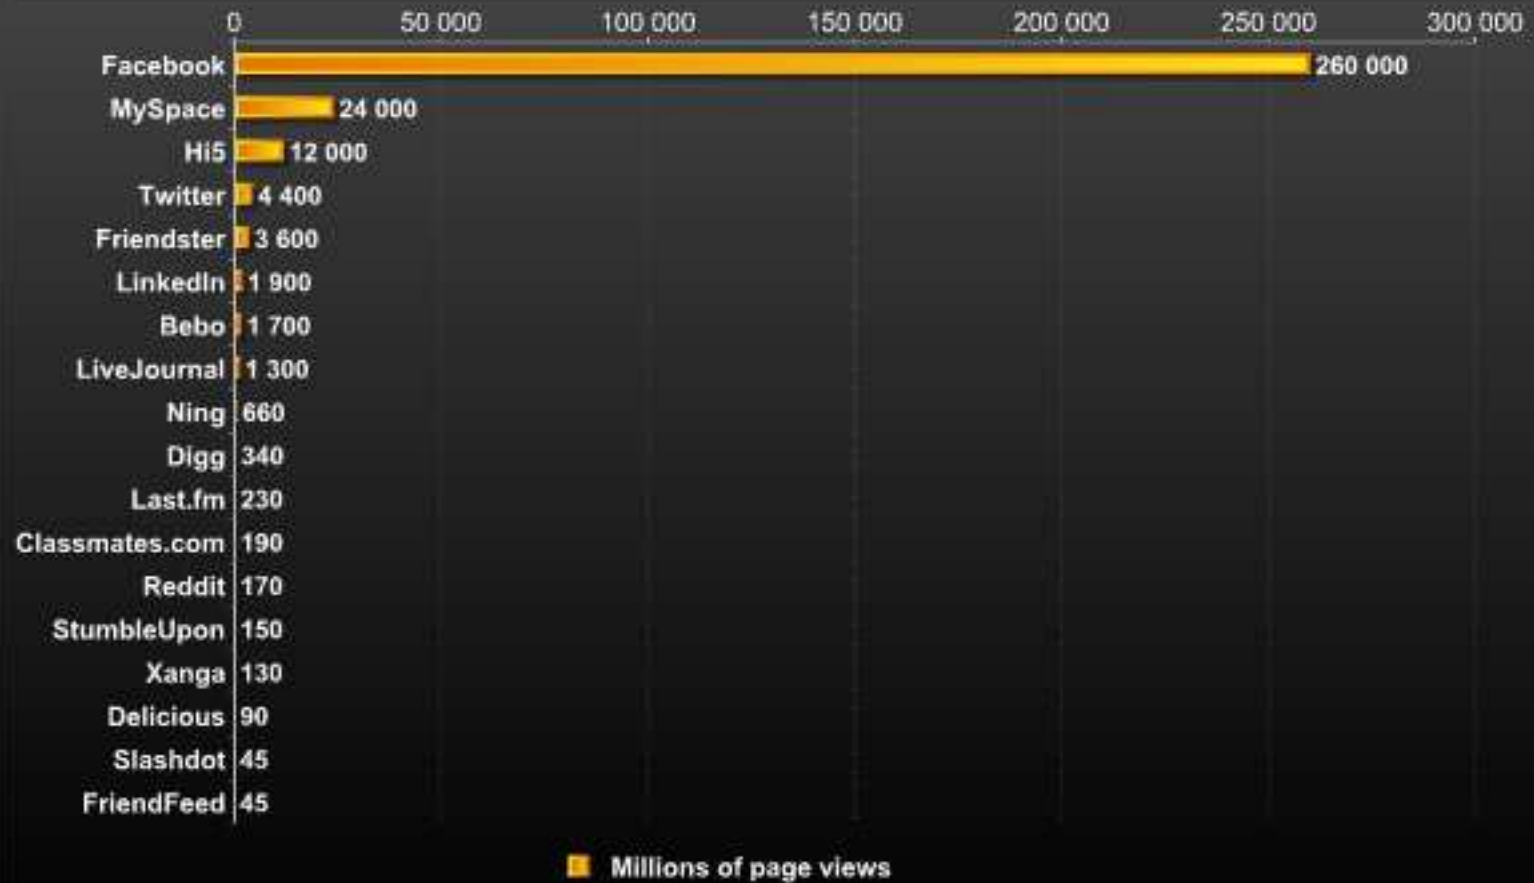 0 50 000 100 000 150 000 200 000 250 000 300 000
Facebook 260 000
MySpace 24 000
Hi5 12 000
Twitter 4 400
Friendster 3 600
LinkedIn 1 900
Bebo 1 700
LiveJournal 1 300
Ning 660
Digg 340
Last.fm 230
Classmates.com 190
Reddit 170
StumbleUpon 150
Xanga 130
Delicious 90
Slashdot 45
FriendFeed 45
Millions of page views